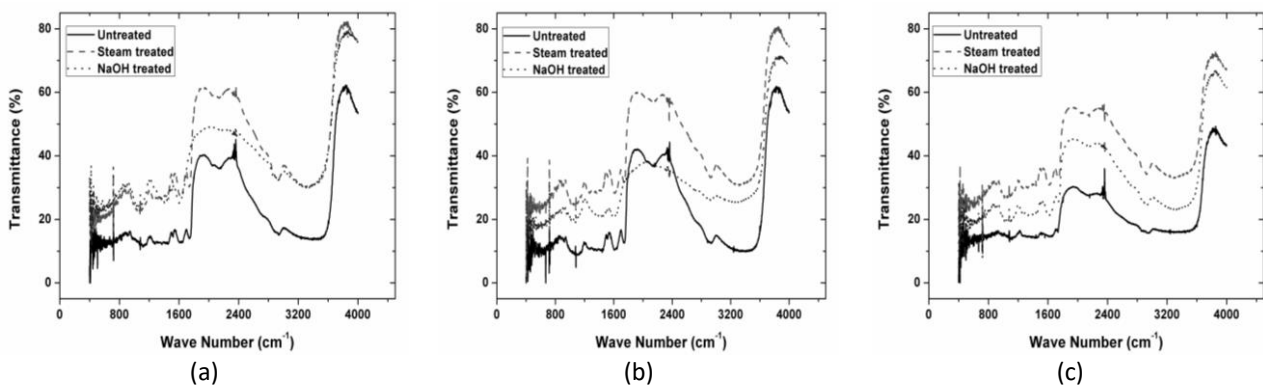 80
60
40
20
0
Transmittance (%)
Untreated
Steam treated
NaOH treated
0 800 1600 2400 3200 4000
Wave Number (cm⁻¹)
(a)
80
60
40
20
0
Transmittance (%)
Untreated
Steam treated
NaOH treated
0 800 1600 2400 3200 4000
Wave Number (cm⁻¹)
(b)
80
60
40
20
0
Transmittance (%)
Untreated
Steam treated
NaOH treated
0 800 1600 2400 3200 4000
Wave Number (cm⁻¹)
(c)